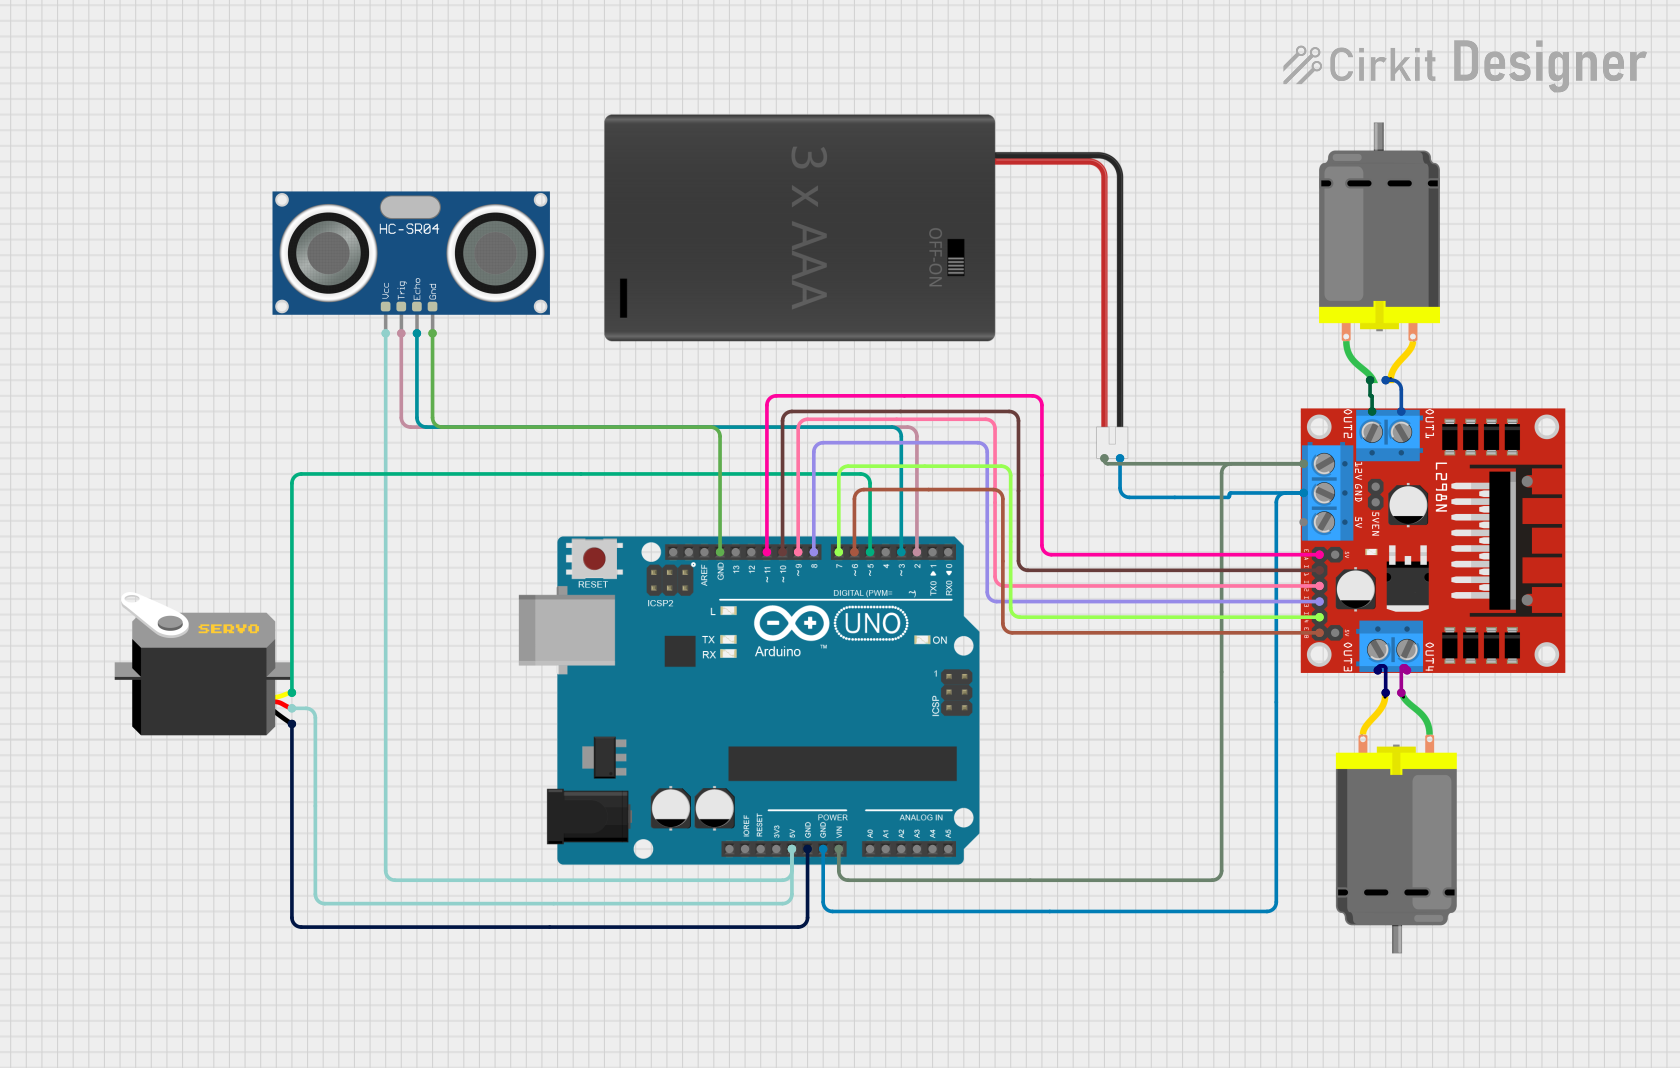 Cirkit Designer
3 x AAA
OFF-ON
HC-SR04
Vcc
Trig
Echo
Gnd
OUT2
OUT1
12V
GND
5V
5VEN
L298N
OUT3
OUT4
RESET
ICSP2
AREF
GND
13
12
~11
~10
~9
8
7
~6
~5
4
~3
2
TX0 1
RX0 0
DIGITAL (PWM=
L
TX
RX
UNO
ON
Arduino
TM
1
ICSP
SERVO
POWER
ANALOG IN
IOREF
RESET
3V3
5V
GND
GND
VIN
A0
A1
A2
A3
A4
A5